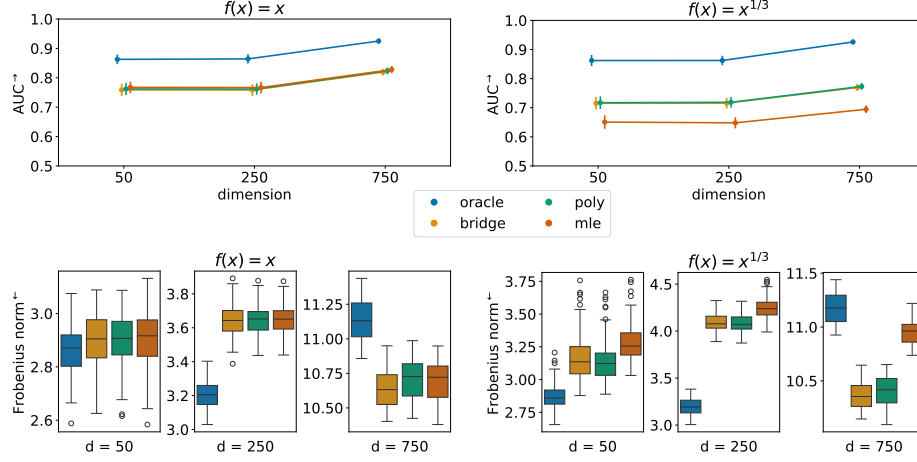 f(x) = x
AUC→
1.0
0.9
0.8
0.7
0.6
0.5
50
250
750
dimension
f(x) = x^{1/3}
AUC→
1.0
0.9
0.8
0.7
0.6
0.5
50
250
750
dimension
oracle
poly
bridge
mle
f(x) = x
Frobenius norm←
3.0
2.8
2.6
d = 50
3.8
3.6
3.4
3.2
3.0
d = 250
11.25
11.00
10.75
10.50
d = 750
f(x) = x^{1/3}
Frobenius norm←
3.75
3.50
3.25
3.00
2.75
d = 50
4.5
4.0
3.5
3.0
d = 250
11.5
11.0
10.5
d = 750